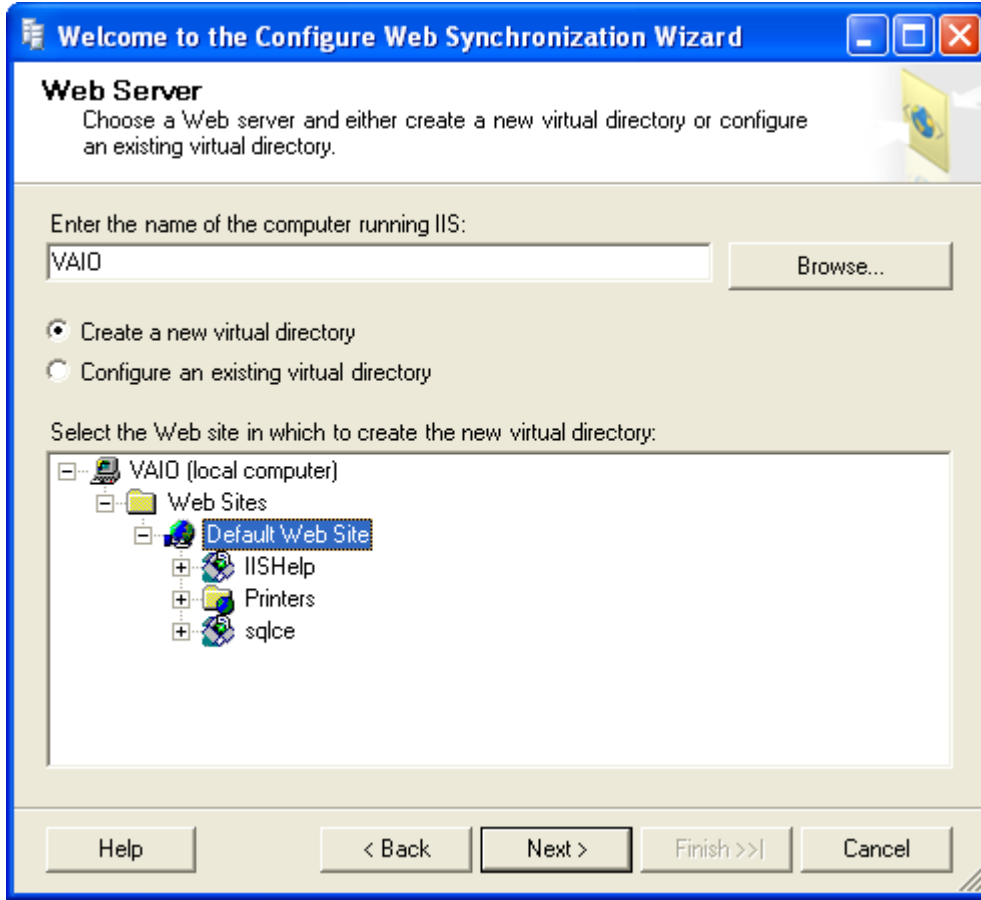 Welcome to the Configure Web Synchronization Wizard
Web Server
Choose a Web server and either create a new virtual directory or configure
an existing virtual directory.
Enter the name of the computer running IIS:
VAIO
Browse...
Create a new virtual directory
Configure an existing virtual directory
Select the Web site in which to create the new virtual directory:
VAIO (local computer)
Web Sites
Default Web Site
IISHelp
Printers
sqlce
Help < Back Next > Finish >>| Cancel